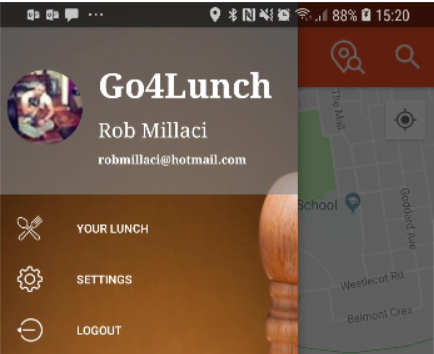 88% 15:20
Go4Lunch
Rob Millaci
robmillaci@hotmail.com
YOUR LUNCH
SETTINGS
LOGOUT
The Mall
School
Goddard Ave
Westlecot Rd
Belmont Cres